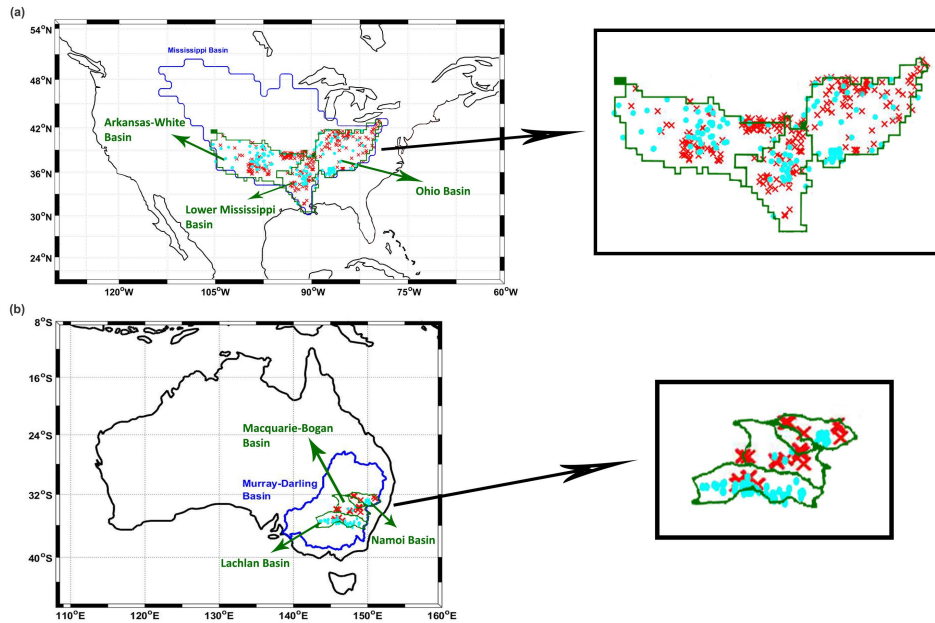 (a)
54°N
48°N
42°N
36°N
30°N
24°N
Mississippi Basin
Arkansas-White
Basin
Ohio Basin
Lower Mississippi
Basin
120°W
105°W
90°W
75°W
60°W
(b)
8°S
16°S
24°S
32°S
40°S
Macquarie-Bogan
Basin
Murray-Darling
Basin
Namoi Basin
Lachlan Basin
110°E
120°E
130°E
140°E
150°E
160°E